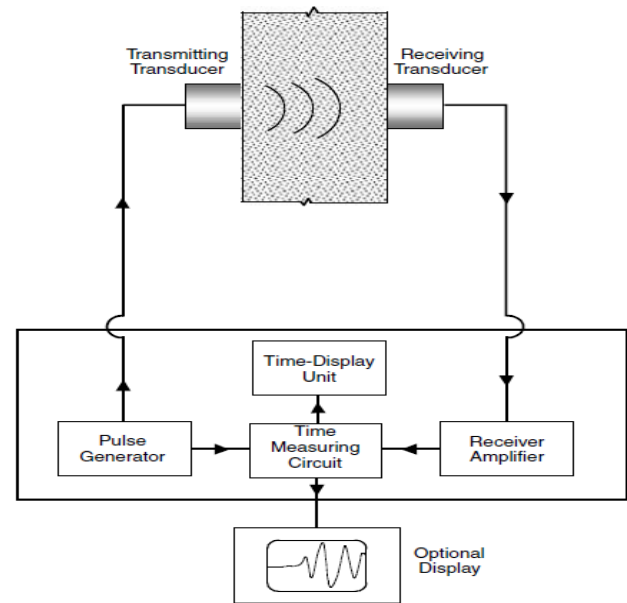 Transmitting
Transducer
Receiving
Transducer
Time-Display
Unit
Pulse
Generator
Time
Measuring
Circuit
Receiver
Amplifier
Optional
Display